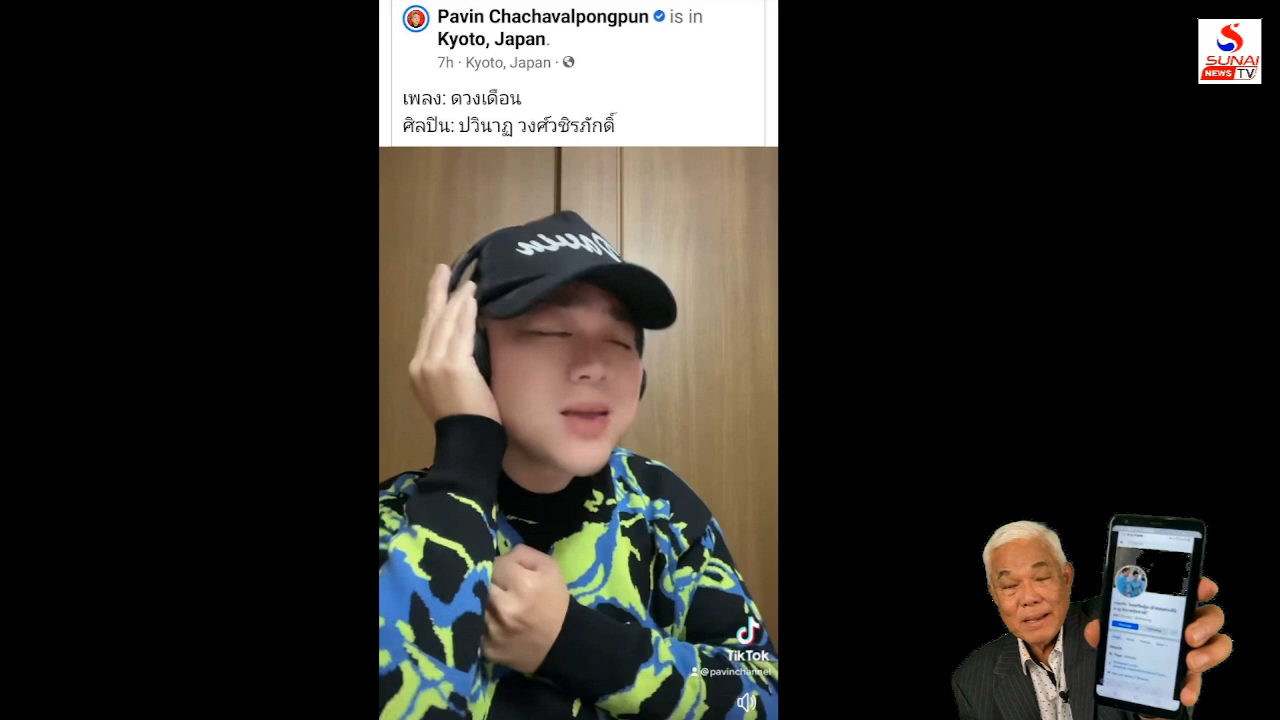 Pavin Chachavalpongpun is in
Kyoto, Japan.
7h · Kyoto, Japan ·
เพลง: ดวงเดือน
ศิลปิน: ปวินาฏ วงศ์วชิรภักดิ์
Pavin
TikTok
@pavinchannel
SUNAI
NEWS TV